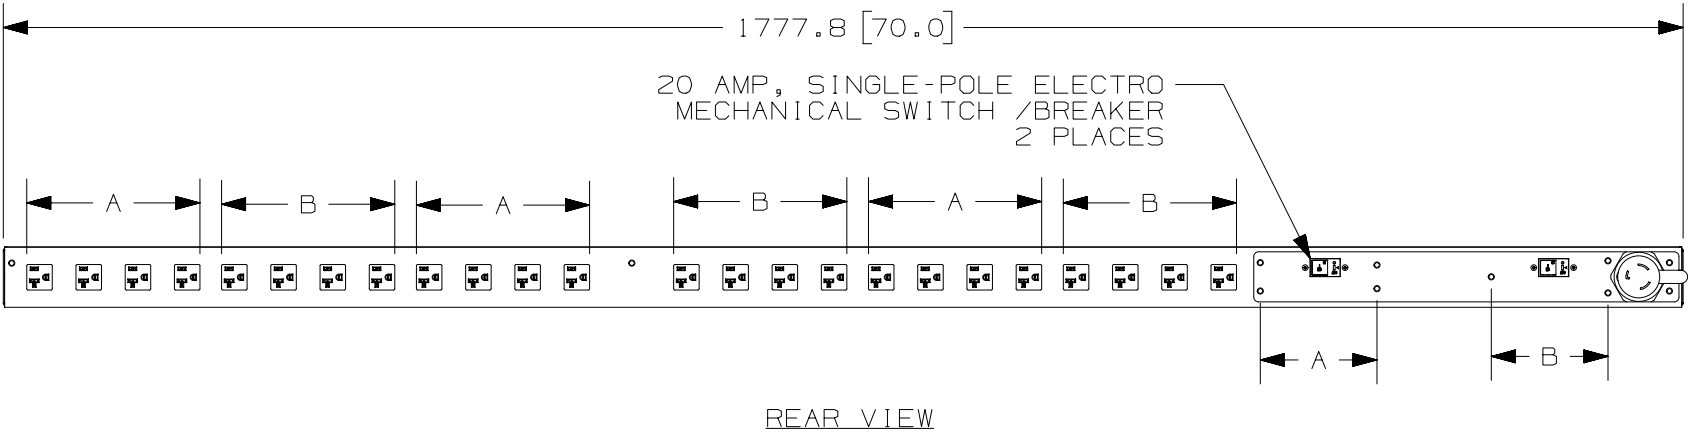 1777.8 [70.0]
20 AMP, SINGLE-POLE ELECTRO
MECHANICAL SWITCH /BREAKER
2 PLACES
A B A B A B
A B
REAR VIEW